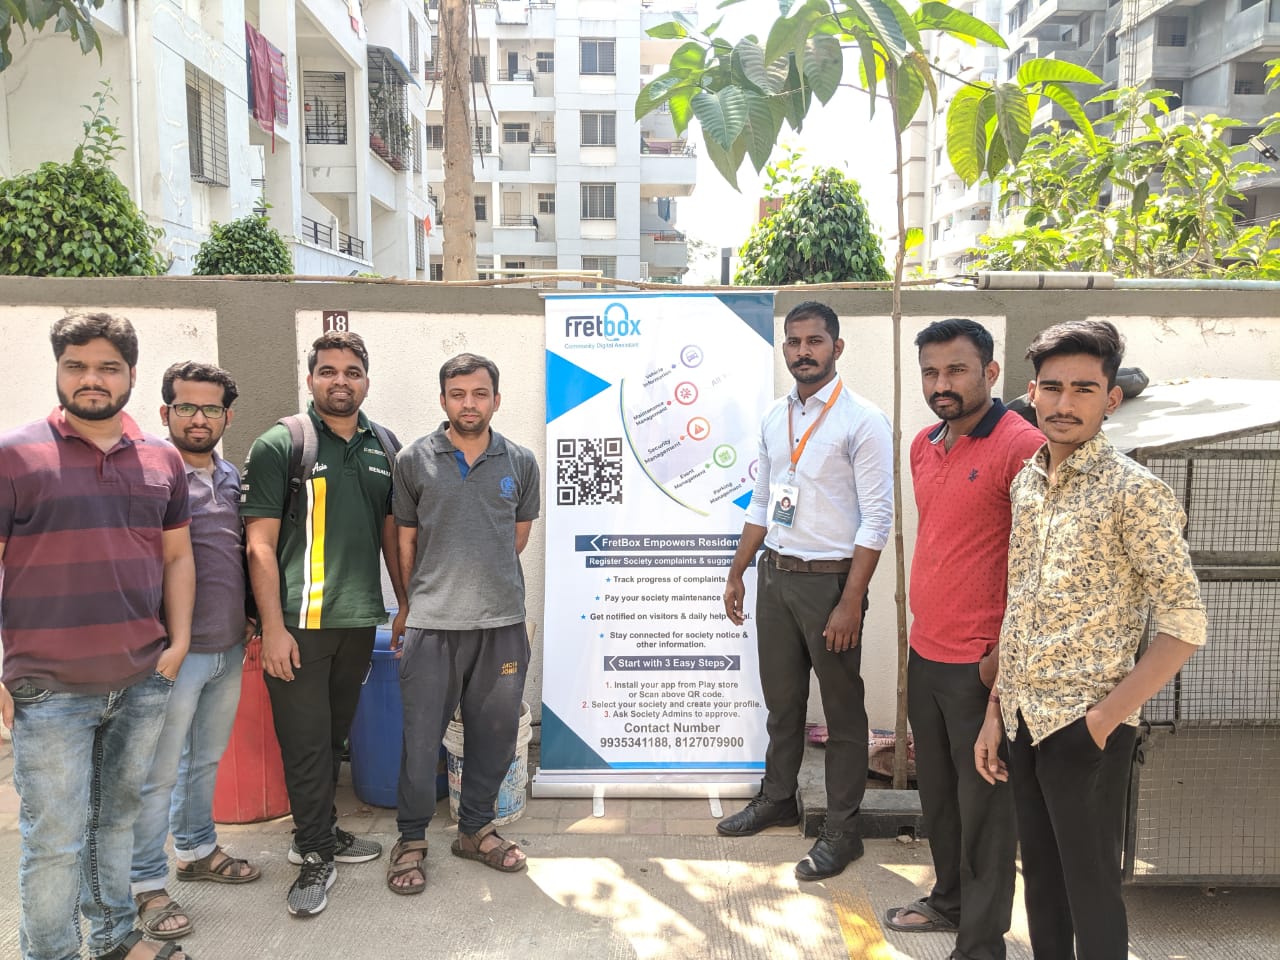 18
fretbox
Community Digital Assistant
Vehicle
Information
Maintenance
Management
Security
Management
Event
Management
Parking
Management
FretBox Empowers
Register Society complaints &
★ Track progress of complaints.
★ Pay your society maintenance
★ Get notified on visitors & daily help
★ Stay connected for society notice &
other information.
Start with 3 Easy Steps
1. Install your app from Play store
or Scan above QR code.
2. Select your society and create your profile.
3. Ask Society Admins to approve.
Contact Number
9935341188, 8127079900
Asia
JACK
JONES